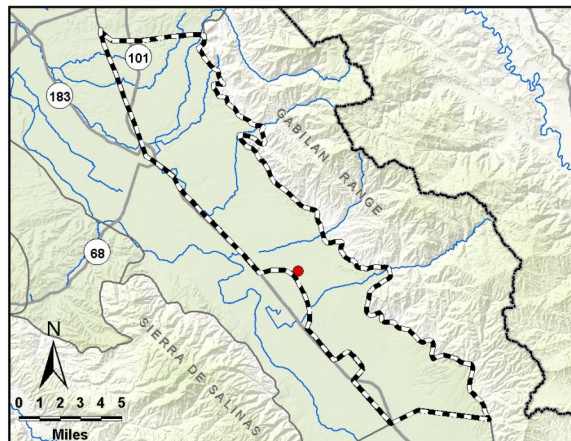 101
183
GABILAN RANGE
68
SIERRA DE SALINAS
N
0 1 2 3 4 5
Miles